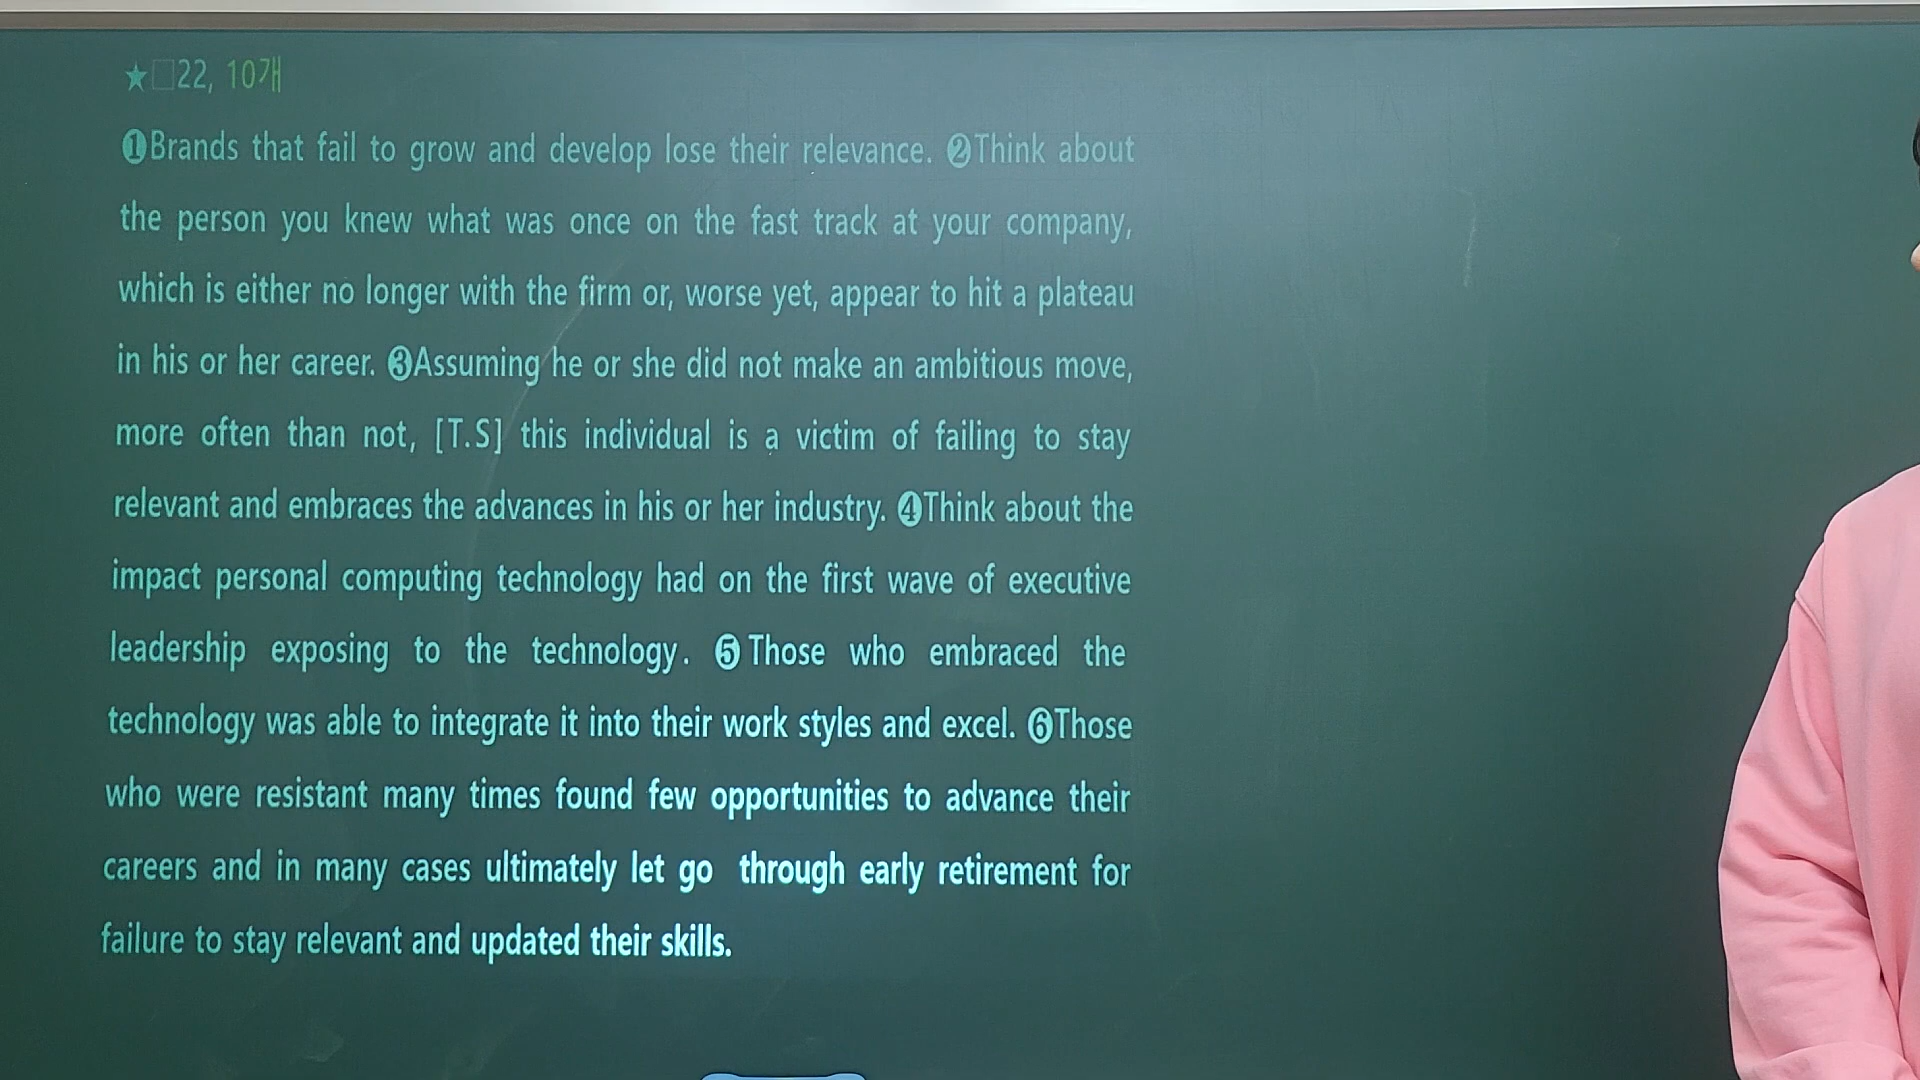 ★□22, 10개
❶Brands that fail to grow and develop lose their relevance. ❷Think about
the person you knew what was once on the fast track at your company,
which is either no longer with the firm or, worse yet, appear to hit a plateau
in his or her career. ❸Assuming he or she did not make an ambitious move,
more often than not, [T.S] this individual is a victim of failing to stay
relevant and embraces the advances in his or her industry. ❹Think about the
impact personal computing technology had on the first wave of executive
leadership exposing to the technology. ❺Those who embraced the
technology was able to integrate it into their work styles and excel. ❻Those
who were resistant many times found few opportunities to advance their
careers and in many cases ultimately let go through early retirement for
failure to stay relevant and updated their skills.